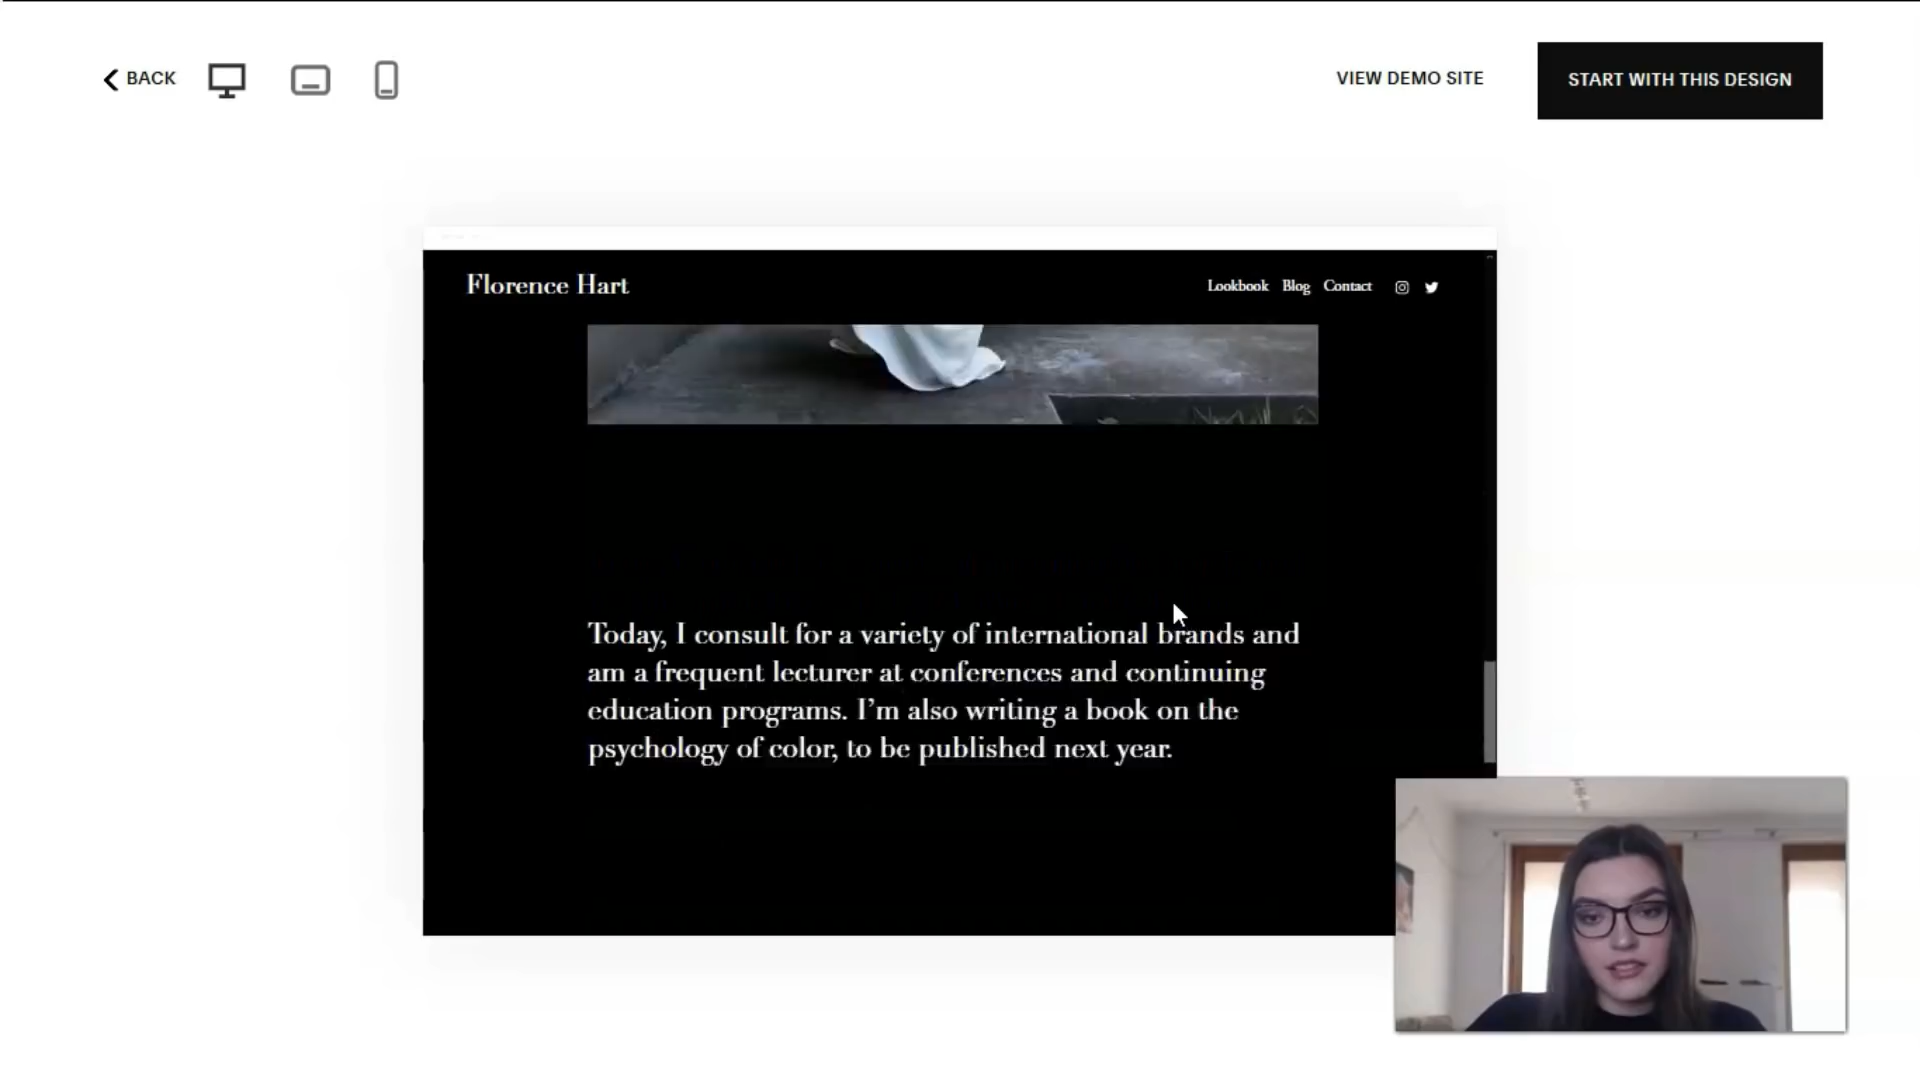 BACK
VIEW DEMO SITE
START WITH THIS DESIGN
Florence Hart
Lookbook Blog Contact
Today, I consult for a variety of international brands and
am a frequent lecturer at conferences and continuing
education programs. I’m also writing a book on the
psychology of color, to be published next year.